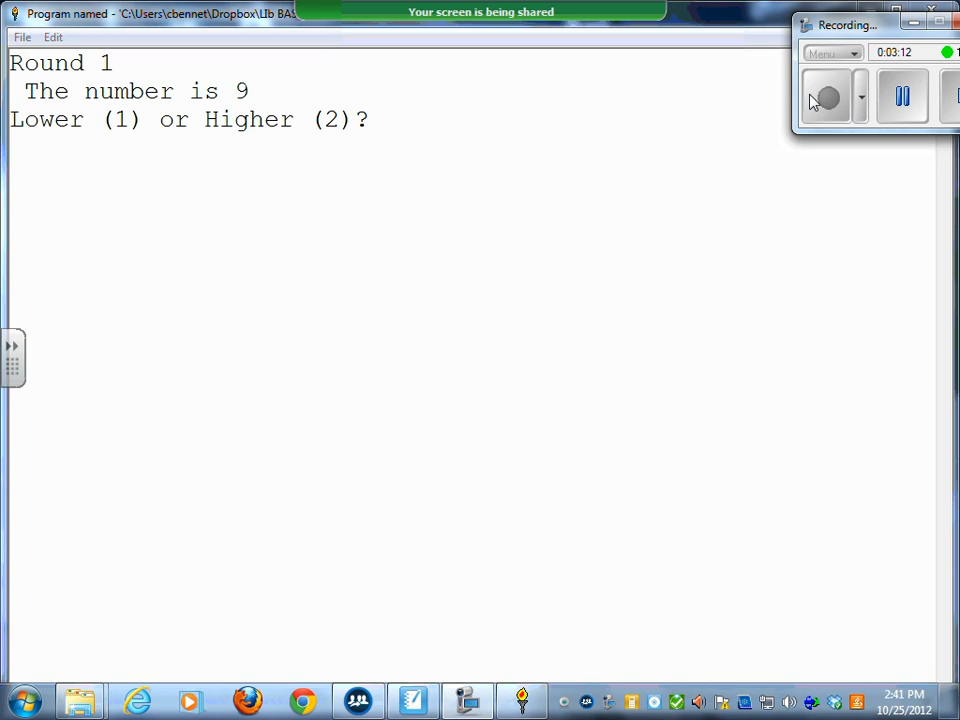 Program named - 'C:\Users\cbennet\Dropbox\LIb BAS
Your screen is being shared
Recording...
File Edit
Menu
0:03:12
Round 1
The number is 9
Lower (1) or Higher (2)?
2:41 PM
10/25/2012